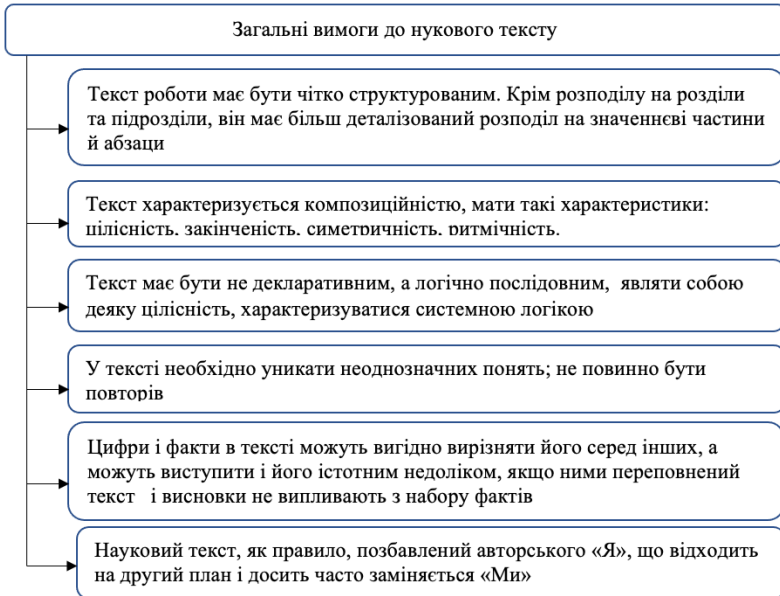 Загальні вимоги до нукового тексту
Текст роботи має бути чітко структурованим. Крім розподілу на розділи
та підрозділи, він має більш деталізований розподіл на значеннєві частини
й абзаци
Текст характеризується композиційністю, мати такі характеристики:
цілісність, закінченість, симетричність, ритмічність.
Текст має бути не декларативним, а логічно послідовним, являти собою
деяку цілісність, характеризуватися системною логікою
У тексті необхідно уникати неоднозначних понять; не повинно бути
повторів
Цифри і факти в тексті можуть вигідно вирізняти його серед інших, а
можуть виступити і його істотним недоліком, якщо ними переповнений
текст і висновки не випливають з набору фактів
Науковий текст, як правило, позбавлений авторського «Я», що відходить
на другий план і досить часто заміняється «Ми»